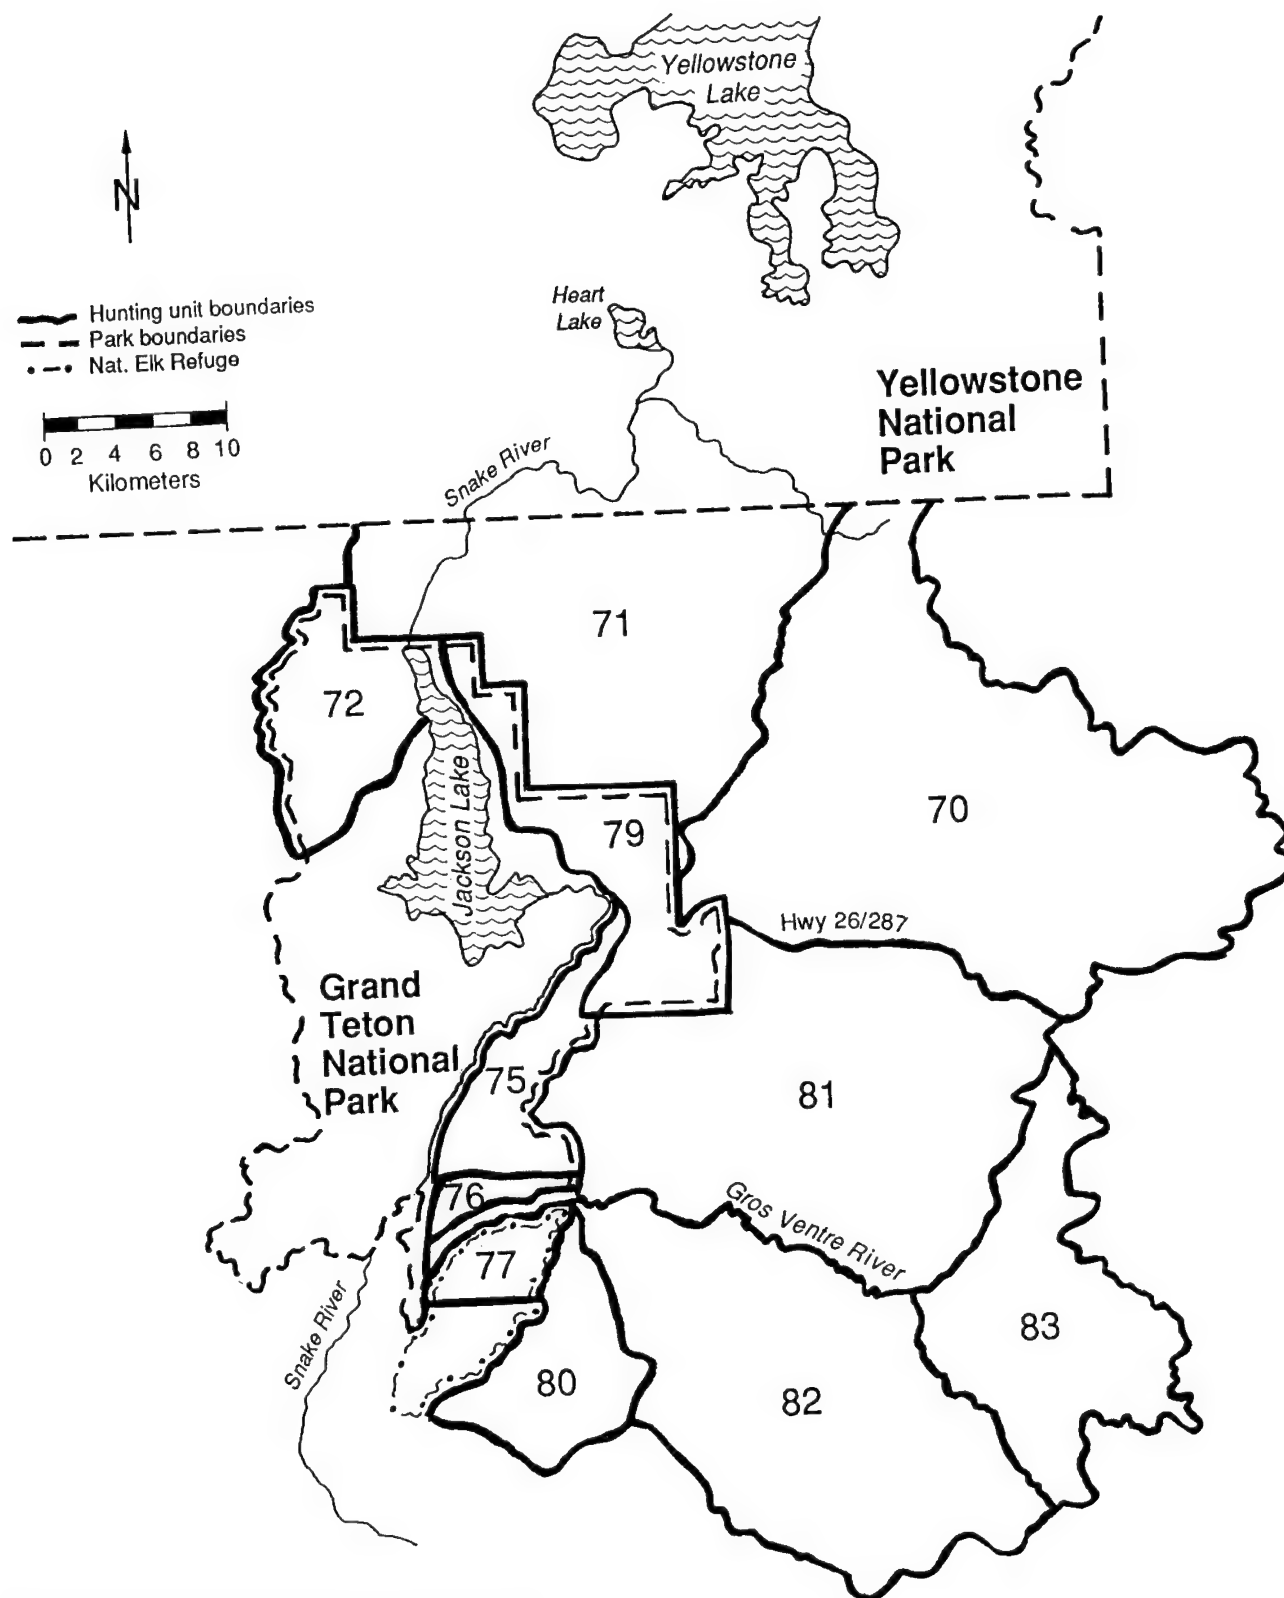 Yellowstone
Lake
N
Heart
Lake
Hunting unit boundaries
Park boundaries
Nat. Elk Refuge
0 2 4 6 8 10
Kilometers
Yellowstone
National
Park
Snake River
71
72
Jackson Lake
79
70
Hwy 26/287
Grand
Teton
National
Park
75
81
76
Gros Ventre River
77
Snake River
83
80
82